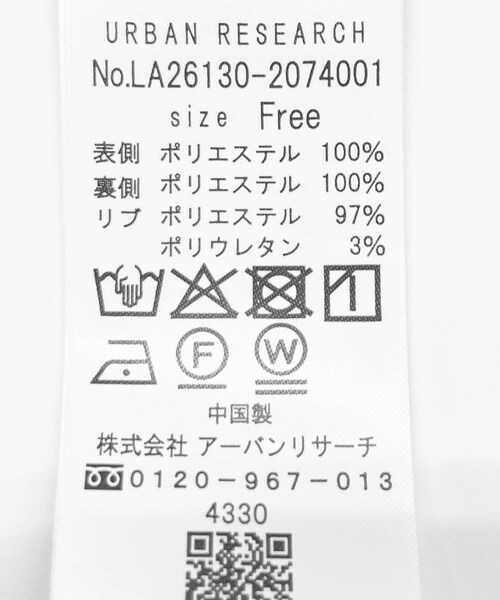 URBAN RESEARCH
No.LA26130-2074001
size Free
表側 ポリエステル 100%
裏側 ポリエステル 100%
リブ ポリエステル 97%
ポリウレタン 3%
F W
中国製
株式会社 アーバンリサーチ
0120-967-013
4330